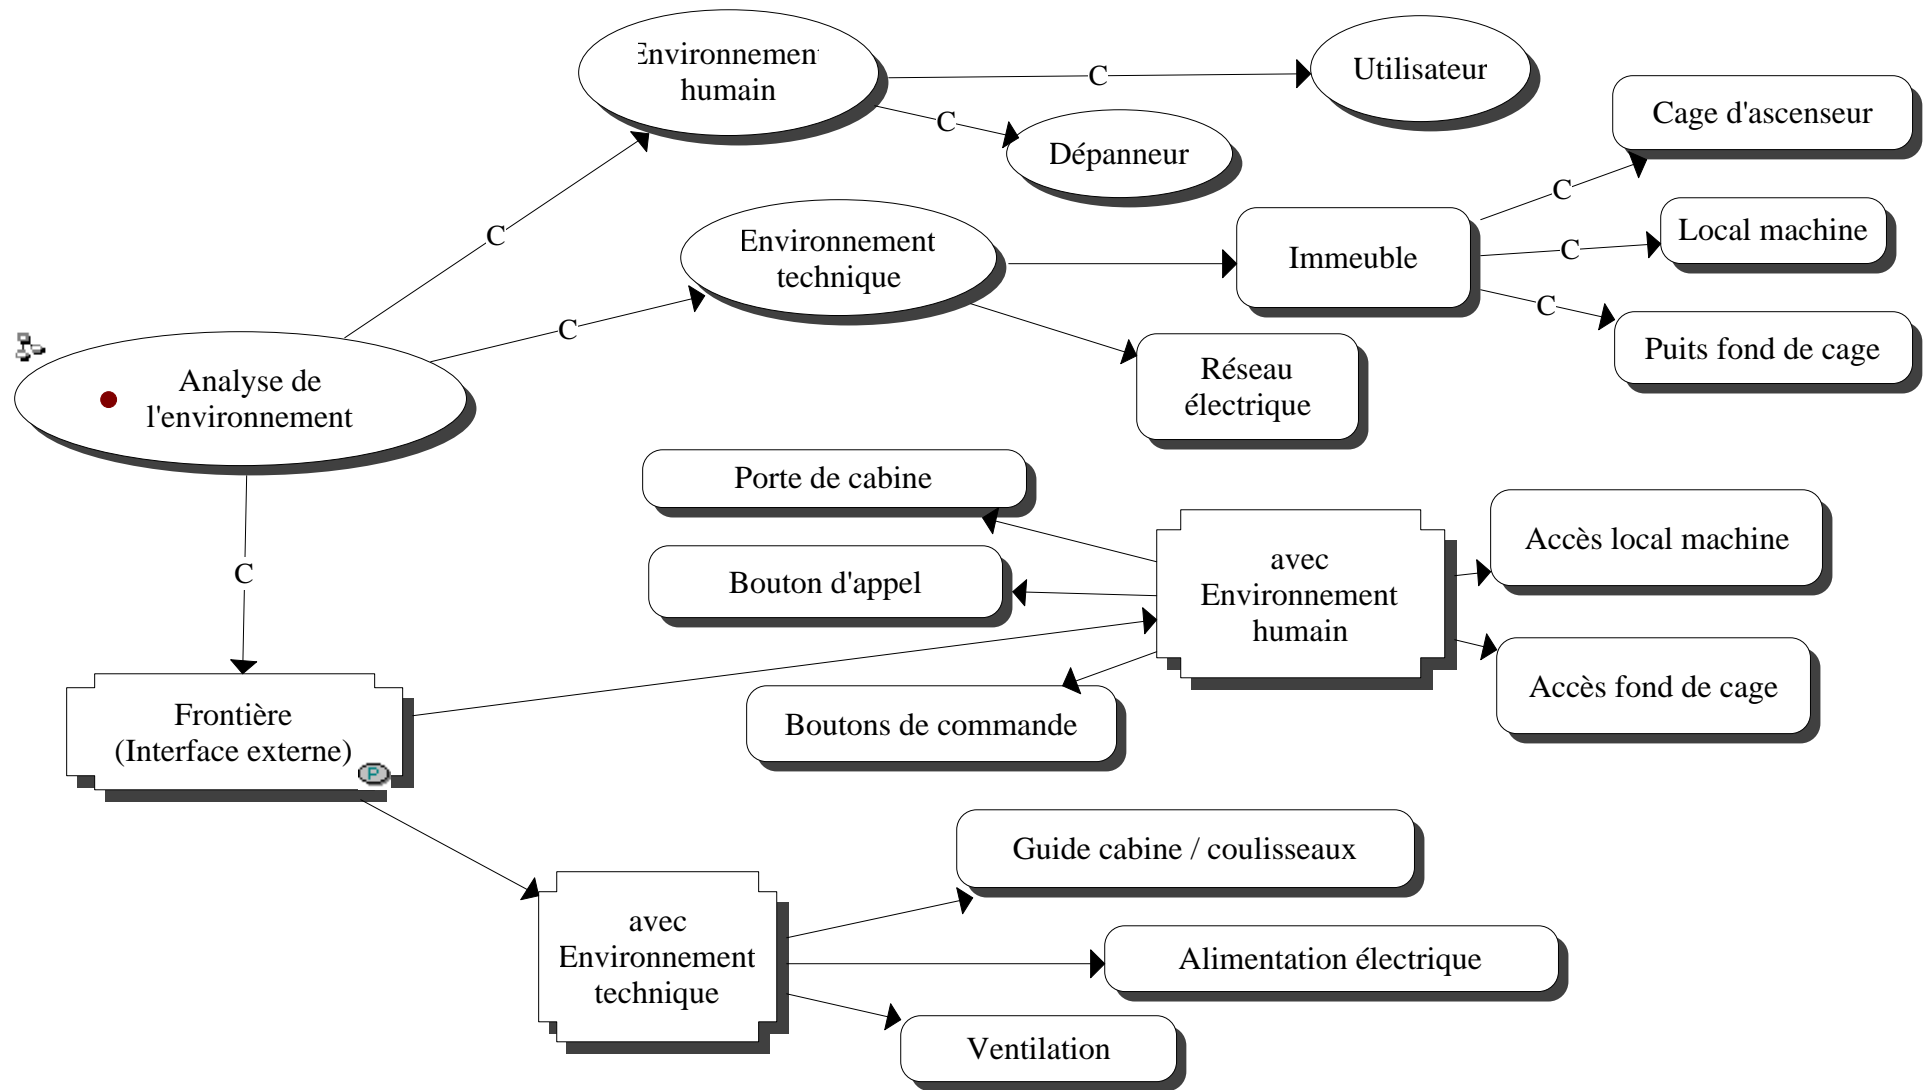 Environnement
humain
C
Utilisateur
C
Dépanneur
Cage d'ascenseur
C
Local machine
C
C
Environnement
technique
Immeuble
C
Puits fond de cage
C
Réseau
électrique
Analyse de
l'environnement
C
Porte de cabine
Bouton d'appel
avec
Environnement
humain
Accès local machine
Accès fond de cage
Boutons de commande
Frontière
(Interface externe)
P
Guide cabine / coulisseaux
avec
Environnement
technique
Alimentation électrique
Ventilation